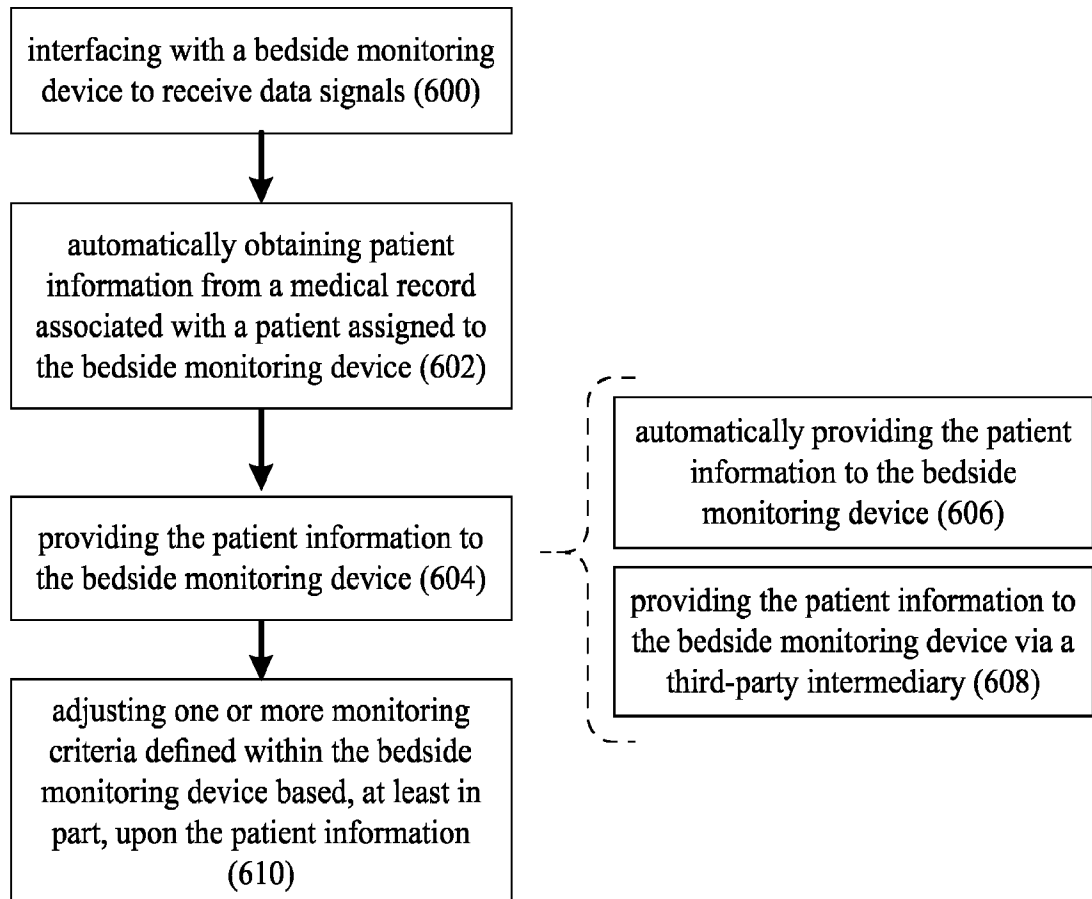 interfacing with a bedside monitoring
device to receive data signals (600)
automatically obtaining patient
information from a medical record
associated with a patient assigned to
the bedside monitoring device (602)
providing the patient information to
the bedside monitoring device (604)
automatically providing the patient
information to the bedside
monitoring device (606)
providing the patient information to
the bedside monitoring device via a
third-party intermediary (608)
adjusting one or more monitoring
criteria defined within the bedside
monitoring device based, at least in
part, upon the patient information
(610)